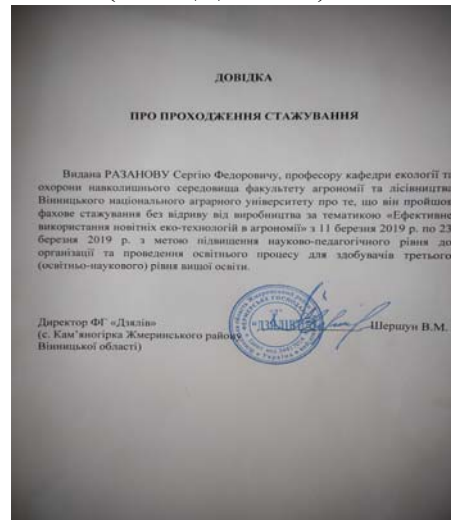 ДОВІДКА
ПРО ПРОХОДЖЕННЯ СТАЖУВАННЯ
Видана РАЗАНОВУ Сергію Федоровичу, професору кафедри екології та
охорони навколишнього середовища факультету агрономії та лісівництва
Вінницького національного аграрного університету про те, що він пройшов
фахове стажування без відриву від виробництва за тематикою «Ефективне
використання новітніх еко-технологій в агрономії» з 11 березня 2019 р. по 23
березня 2019 р. з метою підвищення науково-педагогічного рівня до
організації та проведення освітнього процесу для здобувачів третього
(освітньо-наукового) рівня вищої освіти.
Директор ФГ «Дзялів»
(с. Кам’яногірка Жмеринського району
Вінницької області)
"ДЗЯЛІВ"
Шершун В.М.